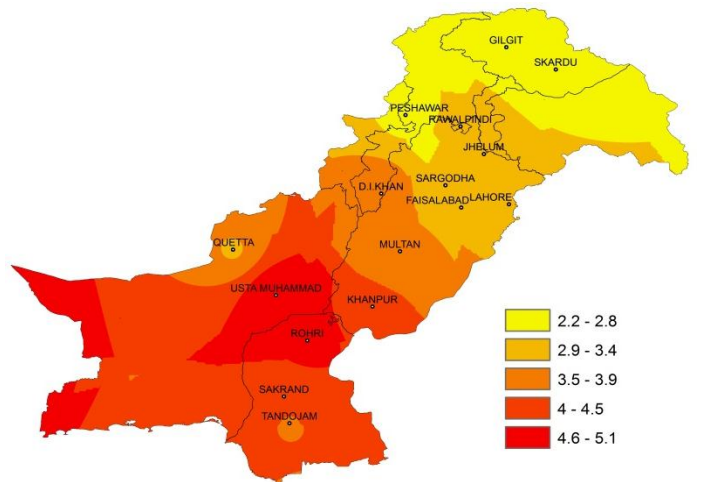 GILGIT
SKARDU
PESHAWAR
RAWALPINDI
JHELUM
SARGODHA
D.I.KHAN
FAISALABAD
LAHORE
QUETTA
MULTAN
USTA MUHAMMAD
KHANPUR
ROHRI
SAKRAND
TANDOJAM
2.2 - 2.8
2.9 - 3.4
3.5 - 3.9
4 - 4.5
4.6 - 5.1